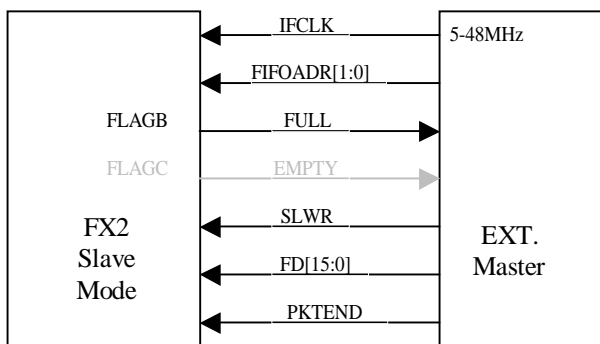 IFCLK 5-48MHz
FIFOADR[1:0]
FLAGB FULL
FLAGC EMPTY
SLWR
FX2 EXT.
Slave FD[15:0] Master
Mode
PKTEND